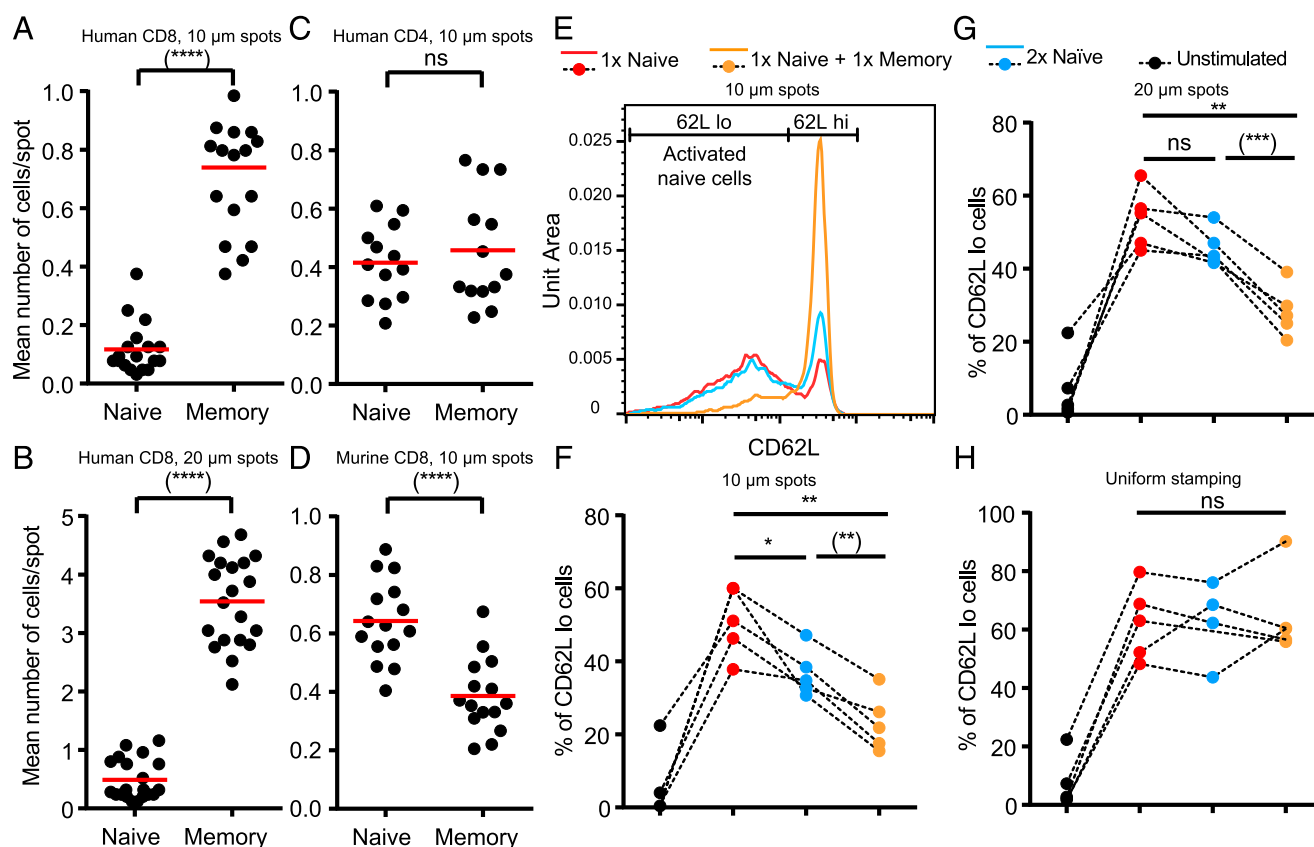 A
Human CD8, 10 µm spots
(****)
Mean number of cells/spot
1.0
0.8
0.6
0.4
0.2
0.0
Naive Memory
B
Human CD8, 20 µm spots
(****)
Mean number of cells/spot
5
4
3
2
1
0
Naive Memory
C
Human CD4, 10 µm spots
ns
1.0
0.8
0.6
0.4
0.2
0.0
Naive Memory
D
Murine CD8, 10 µm spots
(****)
1.0
0.8
0.6
0.4
0.2
0.0
Naive Memory
E
1x Naive
1x Naive + 1x Memory
2x Naïve
Unstimulated
10 µm spots
62L lo
62L hi
Activated
naive cells
Unit Area
0.025
0.020
0.015
0.010
0.005
0
CD62L
F
10 µm spots
**
*
(**)
% of CD62L lo cells
80
60
40
20
0
G
20 µm spots
**
ns
(***)
% of CD62L lo cells
80
60
40
20
0
H
Uniform stamping
ns
% of CD62L lo cells
100
80
60
40
20
0